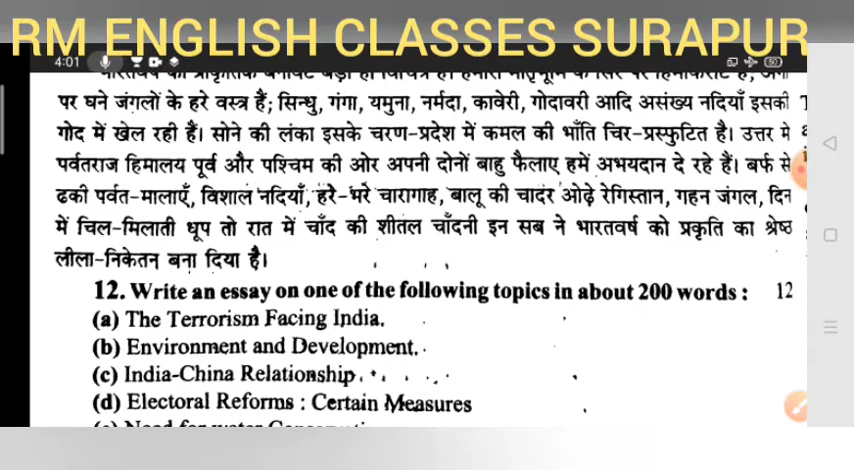 RM ENGLISH CLASSES SURAPUR
4:01
पर घने जंगलों के हरे वस्त्र हैं; सिन्धु, गंगा, यमुना, नर्मदा, कावेरी, गोदावरी आदि असंख्य नदियाँ इसकी
गोद में खेल रही हैं। सोने की लंका इसके चरण-प्रदेश में कमल की भाँति चिर-प्रस्फुटित है। उत्तर मे
पर्वतराज हिमालय पूर्व और पश्चिम की ओर अपनी दोनों बाहु फैलाए हमें अभयदान दे रहे हैं। बर्फ से
ढकी पर्वत-मालाएँ, विशाल नदियाँ, हरे-भरे चारागाह, बालू की चादर ओढ़े रेगिस्तान, गहन जंगल, दिन
में चिल-मिलाती धूप तो रात में चाँद की शीतल चाँदनी इन सब ने भारतवर्ष को प्रकृति का श्रेष्ठ
लीला-निकेतन बना दिया है।
12. Write an essay on one of the following topics in about 200 words : 12
(a) The Terrorism Facing India.
(b) Environment and Development.
(c) India-China Relationship.
(d) Electoral Reforms : Certain Measures